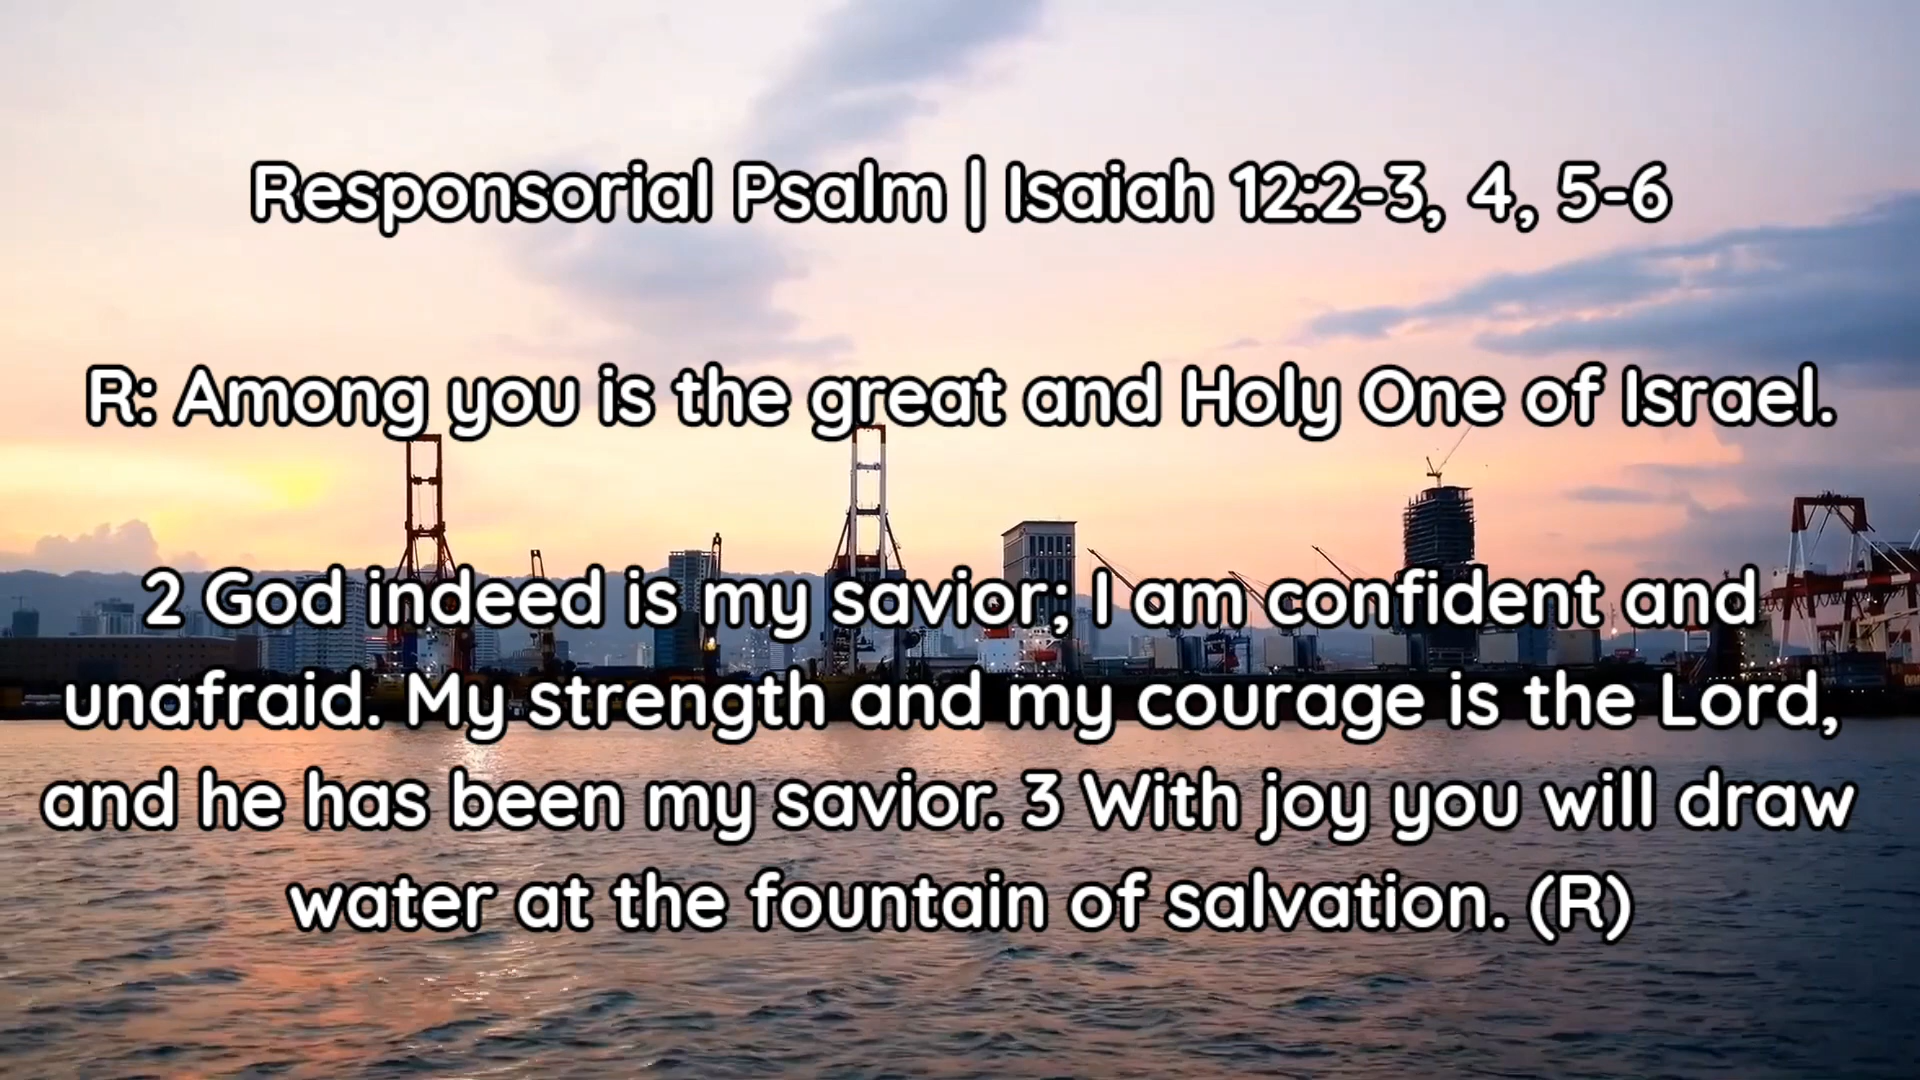 Responsorial Psalm | Isaiah 12:2-3, 4, 5-6
R: Among you is the great and Holy One of Israel.
2 God indeed is my savior; I am confident and
unafraid. My strength and my courage is the Lord,
and he has been my savior. 3 With joy you will draw
water at the fountain of salvation. (R)